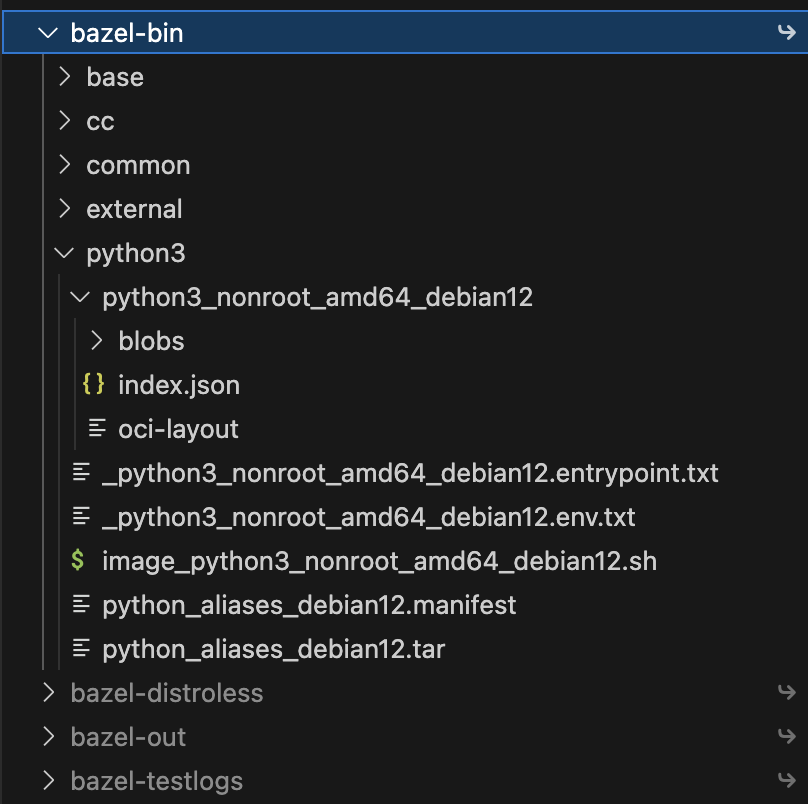 bazel-bin
base
cc
common
external
python3
python3_nonroot_amd64_debian12
blobs
{} index.json
oci-layout
_python3_nonroot_amd64_debian12.entrypoint.txt
_python3_nonroot_amd64_debian12.env.txt
$ image_python3_nonroot_amd64_debian12.sh
python_aliases_debian12.manifest
python_aliases_debian12.tar
bazel-distroless
bazel-out
bazel-testlogs